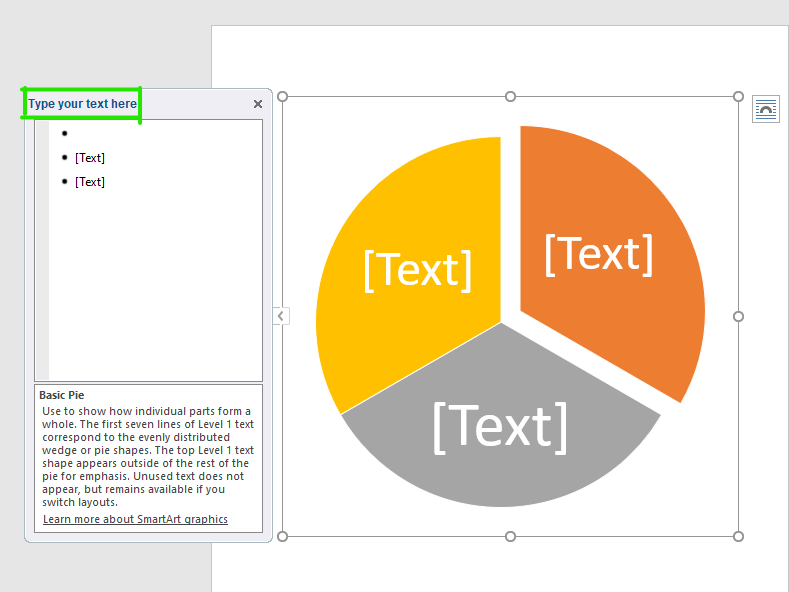 Type your text here
[Text]
[Text]
Basic Pie
Use to show how individual parts form a
whole. The first seven lines of Level 1 text
correspond to the evenly distributed
wedge or pie shapes. The top Level 1 text
shape appears outside of the rest of the
pie for emphasis. Unused text does not
appear, but remains available if you
switch layouts.
Learn more about SmartArt graphics
[Text]
[Text]
[Text]